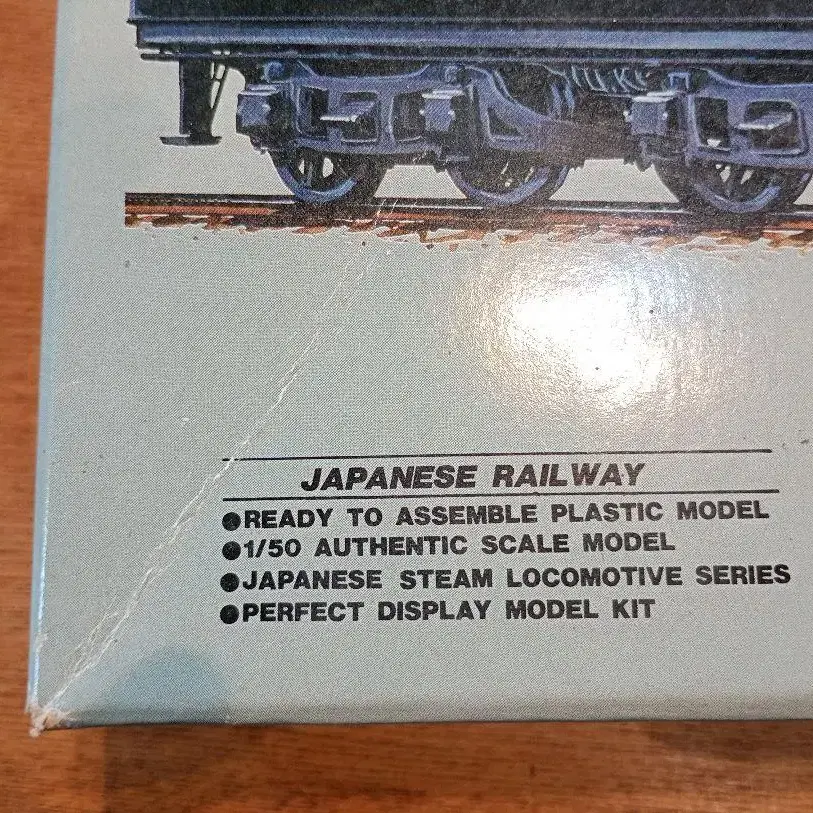 JAPANESE RAILWAY
●READY TO ASSEMBLE PLASTIC MODEL
●1/50 AUTHENTIC SCALE MODEL
●JAPANESE STEAM LOCOMOTIVE SERIES
●PERFECT DISPLAY MODEL KIT